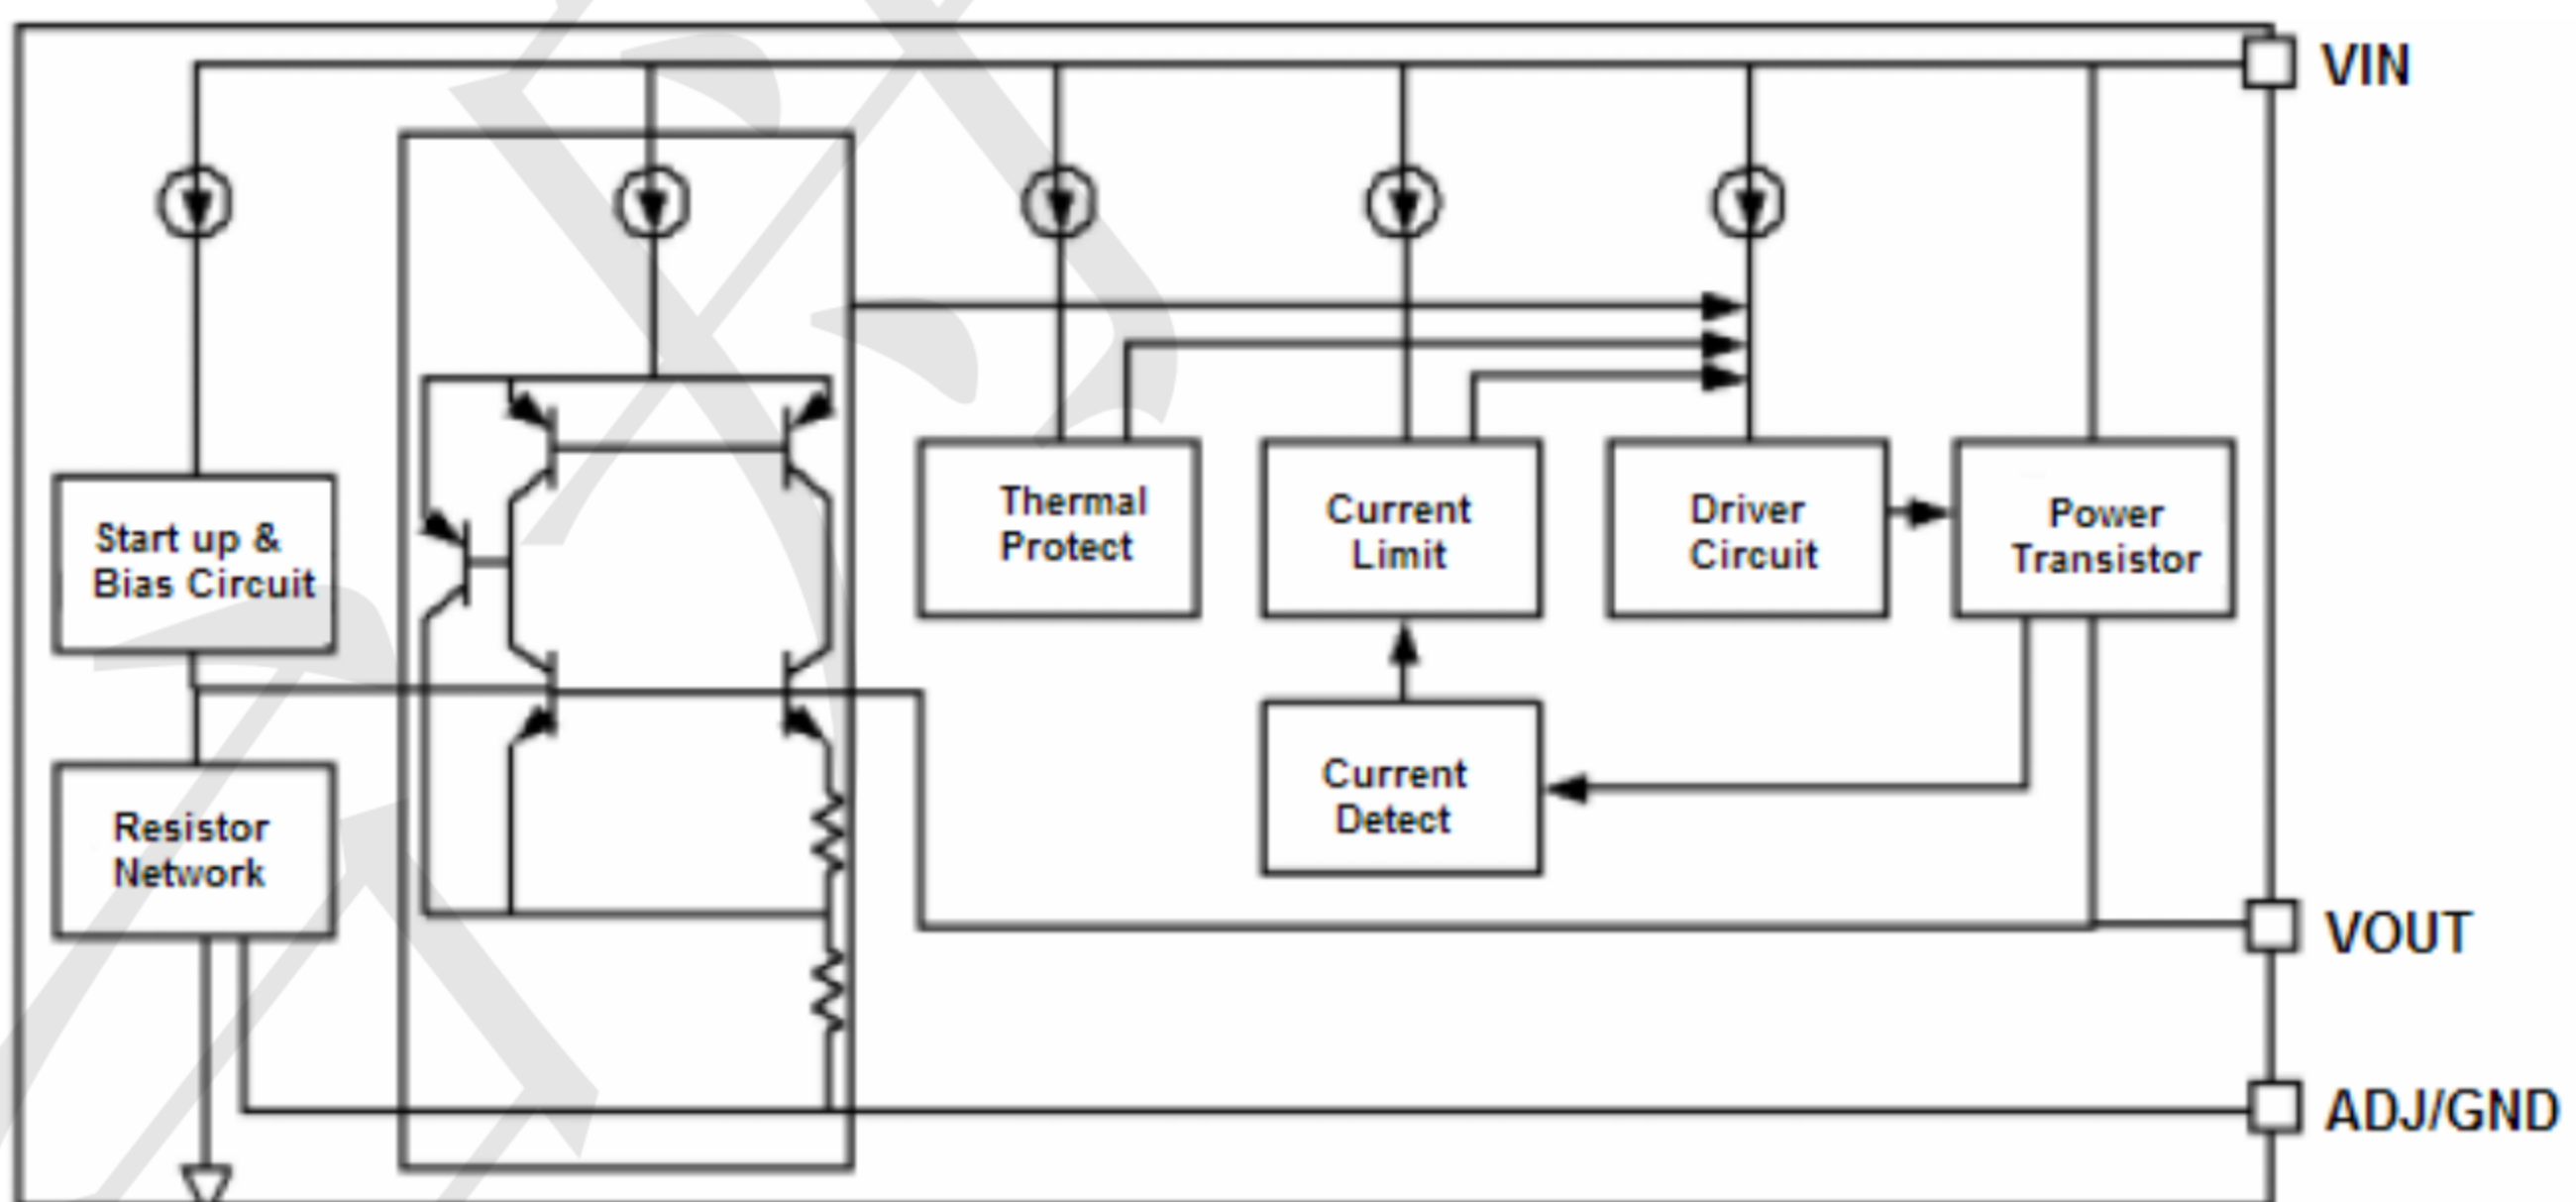 VIN
Start up &
Bias Circuit
Thermal
Protect
Current
Limit
Driver
Circuit
Power
Transistor
Resistor
Network
Current
Detect
VOUT
ADJ/GND